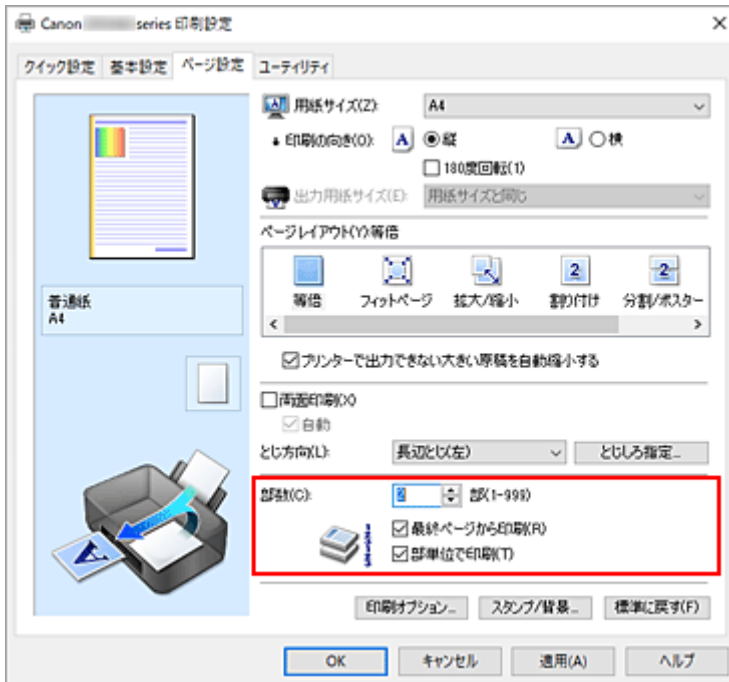 Canon series 印刷設定
クイック設定 基本設定 ページ設定 ユーティリティ
用紙サイズ(Z): A4
印刷の向き(O): A 縦 A 横
180度回転(1)
出力用紙サイズ(E): 用紙サイズと同じ
ページレイアウト(Y):等倍
等倍 フィットページ 拡大/縮小 割り付け 分割/ポスター
プリンターで出力できない大きい原稿を自動縮小する
普通紙
A4
両面印刷(X)
自動
とじ方向(L): 長辺とじ(左) とじしろ指定...
部数(C): 2 部(1-999)
最終ページから印刷(R)
部単位で印刷(T)
印刷オプション... スタンプ/背景... 標準に戻す(F)
OK キャンセル 適用(A) ヘルプ